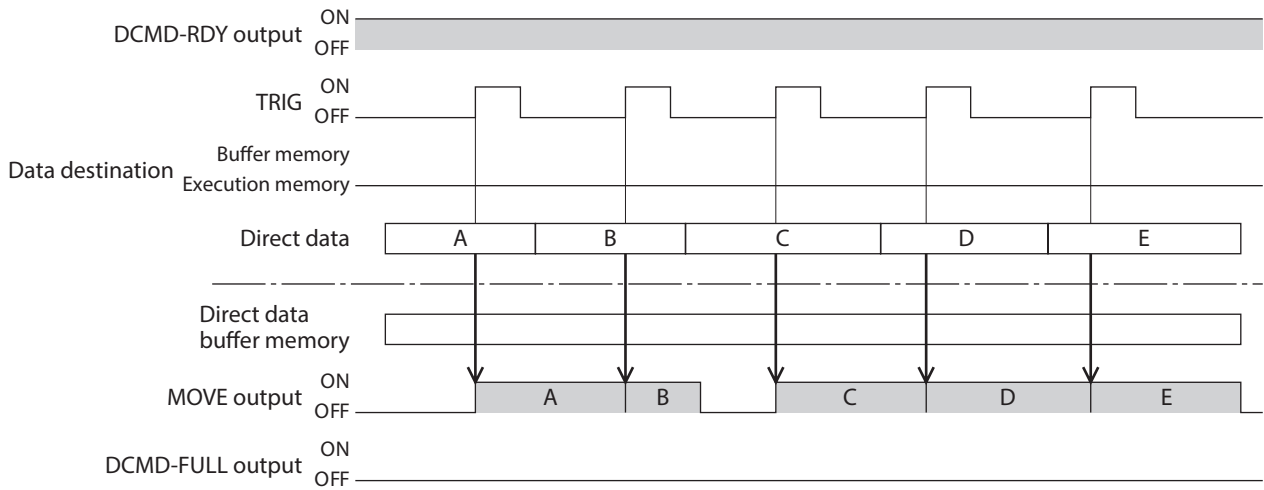 ON
DCMD-RDY output
OFF
ON
TRIG
OFF
Buffer memory
Data destination
Execution memory
Direct data
A B C D E
Direct data
buffer memory
ON
MOVE output
OFF
A B C D E
ON
DCMD-FULL output
OFF